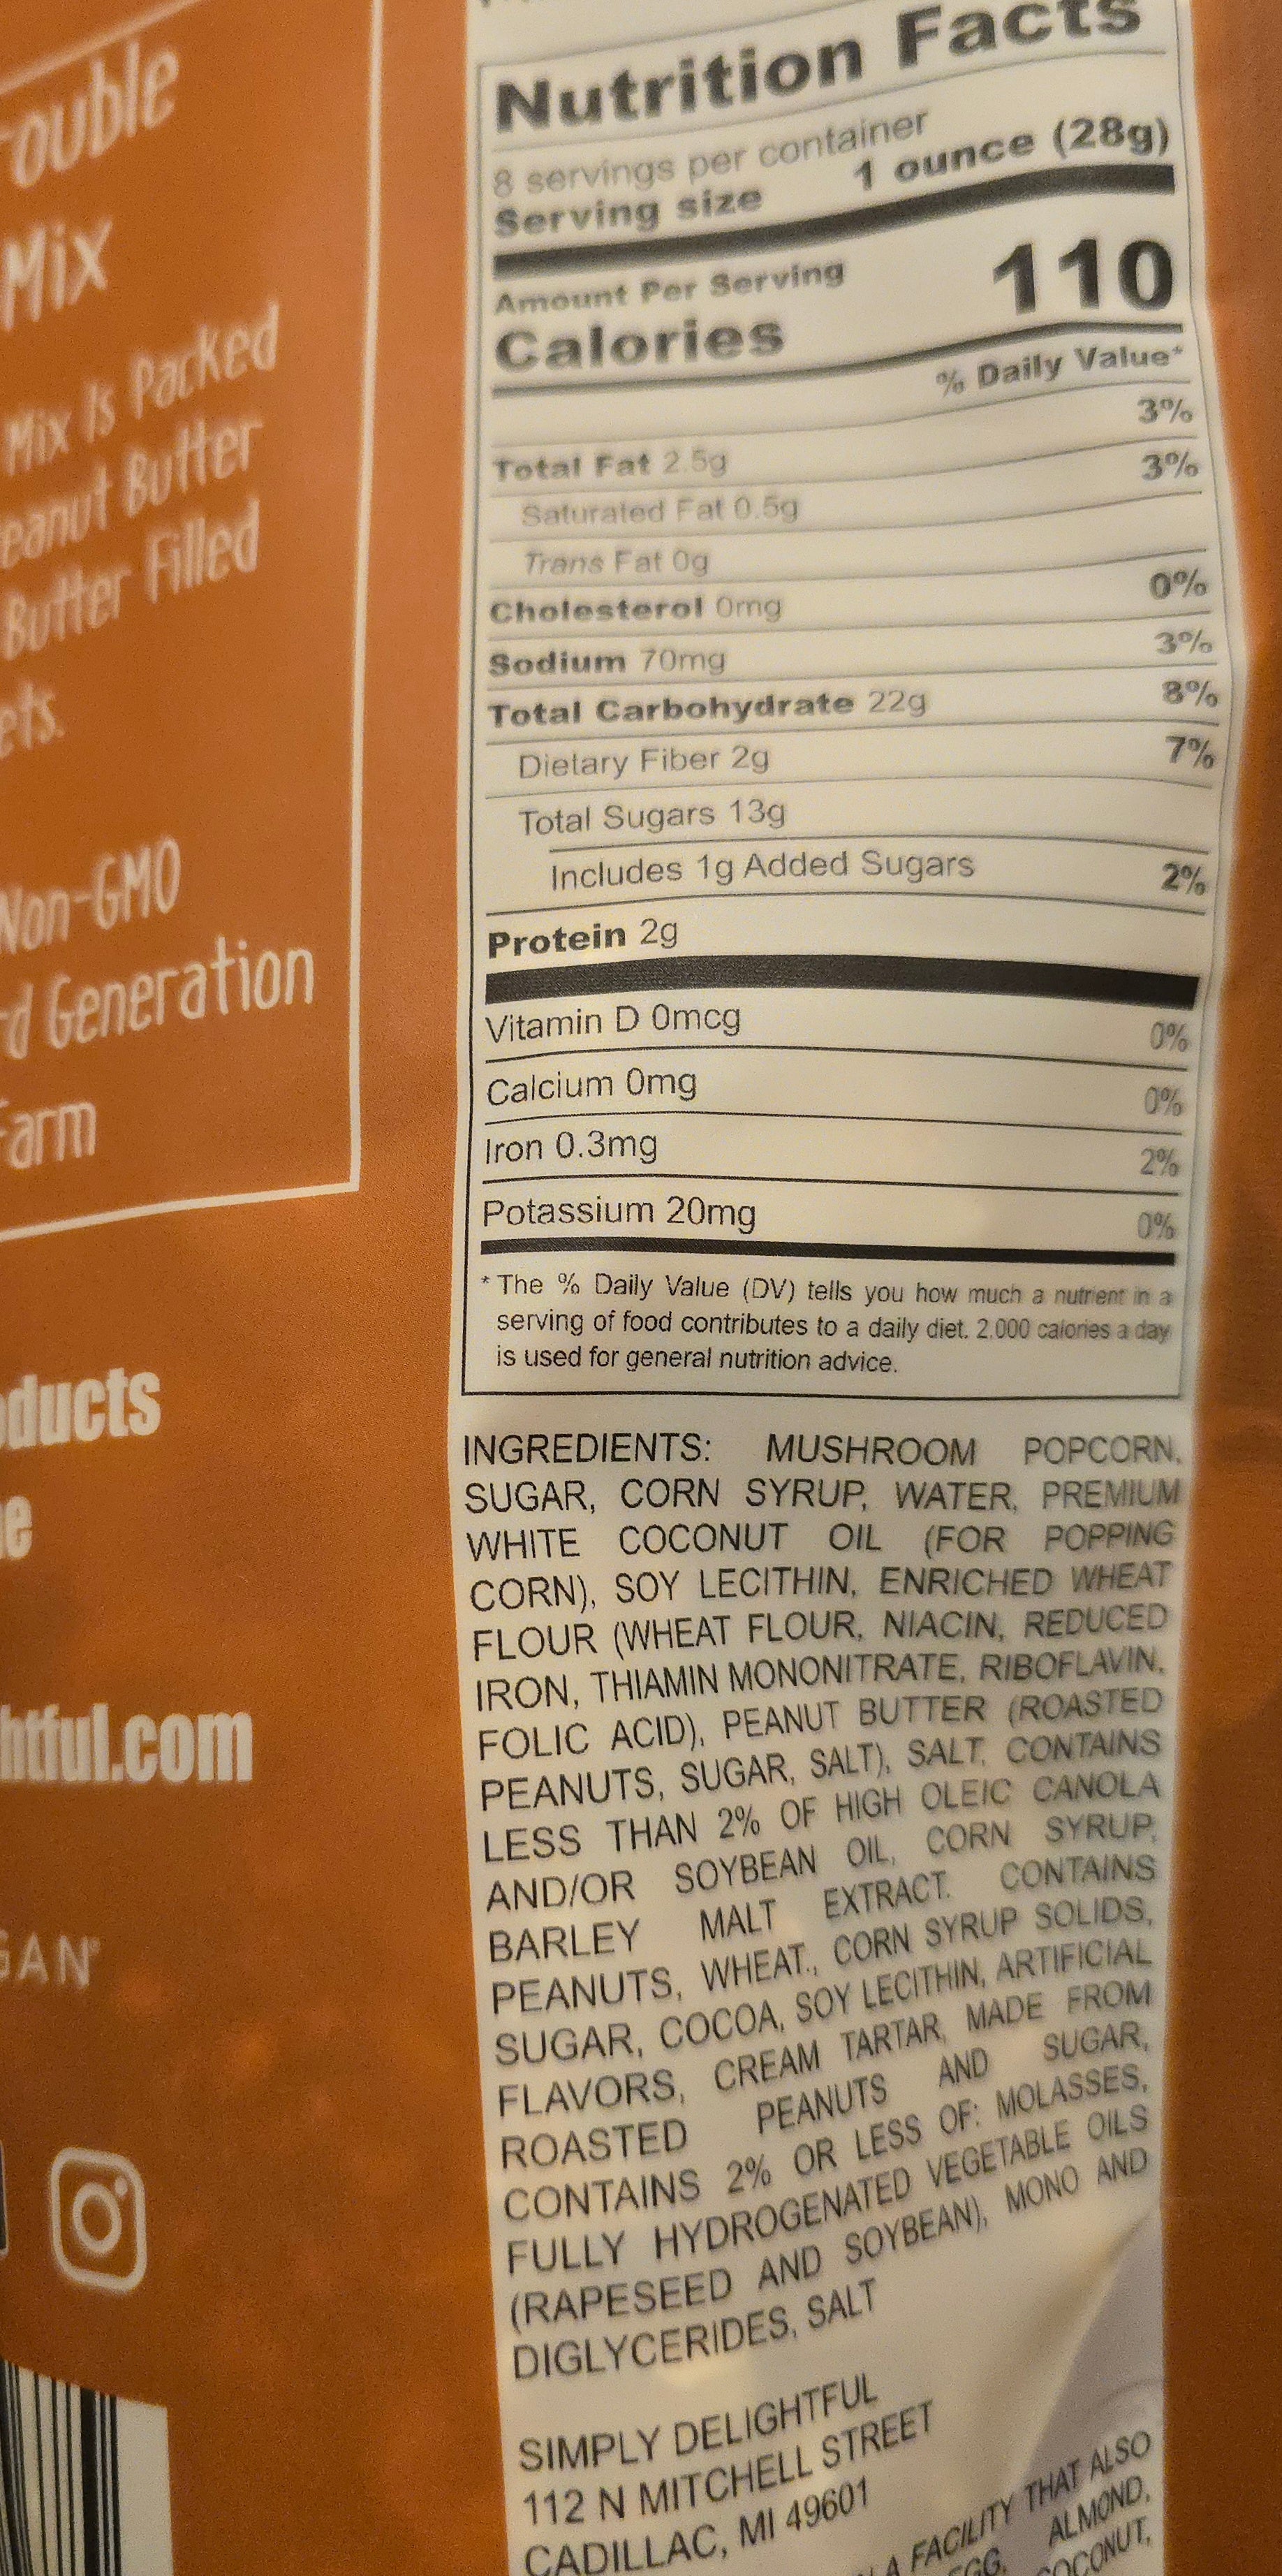 ouble
Mix
Mix Is Packed
eanut Butter
Butter Filled
ets.
Non-GMO
d Generation
Farm
ducts
e
htful.com
GAN
Nutrition Facts
8 servings per container
Serving size 1 ounce (28g)
Amount Per Serving
Calories 110
% Daily Value*
Total Fat 2.5g 3%
Saturated Fat 0.5g 3%
Trans Fat 0g
Cholesterol 0mg 0%
Sodium 70mg 3%
Total Carbohydrate 22g 8%
Dietary Fiber 2g 7%
Total Sugars 13g
Includes 1g Added Sugars 2%
Protein 2g
Vitamin D 0mcg 0%
Calcium 0mg 0%
Iron 0.3mg 2%
Potassium 20mg 0%
* The % Daily Value (DV) tells you how much a nutrient in a
serving of food contributes to a daily diet. 2,000 calories a day
is used for general nutrition advice.
INGREDIENTS: MUSHROOM POPCORN,
SUGAR, CORN SYRUP, WATER, PREMIUM
WHITE COCONUT OIL (FOR POPPING
CORN), SOY LECITHIN, ENRICHED WHEAT
FLOUR (WHEAT FLOUR, NIACIN, REDUCED
IRON, THIAMIN MONONITRATE, RIBOFLAVIN,
FOLIC ACID), PEANUT BUTTER (ROASTED
PEANUTS, SUGAR, SALT), SALT. CONTAINS
LESS THAN 2% OF HIGH OLEIC CANOLA
AND/OR SOYBEAN OIL, CORN SYRUP,
BARLEY MALT EXTRACT. CONTAINS
PEANUTS, WHEAT., CORN SYRUP SOLIDS,
SUGAR, COCOA, SOY LECITHIN, ARTIFICIAL
FLAVORS, CREAM TARTAR, MADE FROM
ROASTED PEANUTS AND SUGAR,
CONTAINS 2% OR LESS OF: MOLASSES,
FULLY HYDROGENATED VEGETABLE OILS
(RAPESEED AND SOYBEAN), MONO AND
DIGLYCERIDES, SALT
SIMPLY DELIGHTFUL
112 N MITCHELL STREET
CADILLAC, MI 49601
A FACILITY THAT ALSO
EGG, ALMOND,
COCONUT,